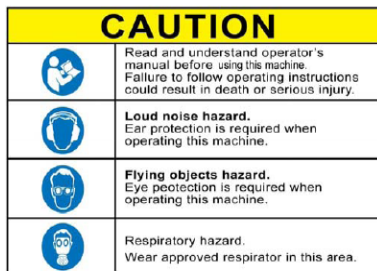 CAUTION
Read and understand operator's
manual before using this machine.
Failure to follow operating instructions
could result in death or serious injury.
Loud noise hazard.
Ear protection is required when
operating this machine.
Flying objects hazard.
Eye peotection is required when
operating this machine.
Respiratory hazard.
Wear approved respirator in this area.